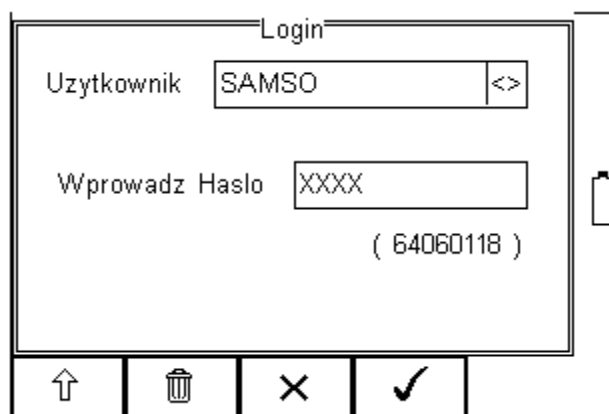 Login
Uzytkownik SAMSO <>
Wprowadz Haslo XXXX
( 64060118 )